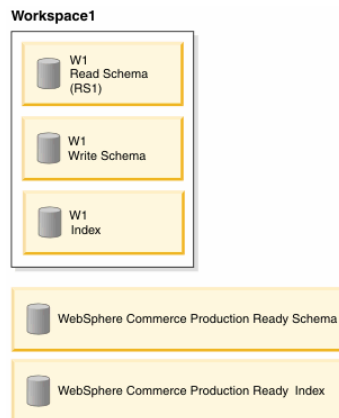 Workspace1
W1
Read Schema
(RS1)
W1
Write Schema
W1
Index
WebSphere Commerce Production Ready Schema
WebSphere Commerce Production Ready Index